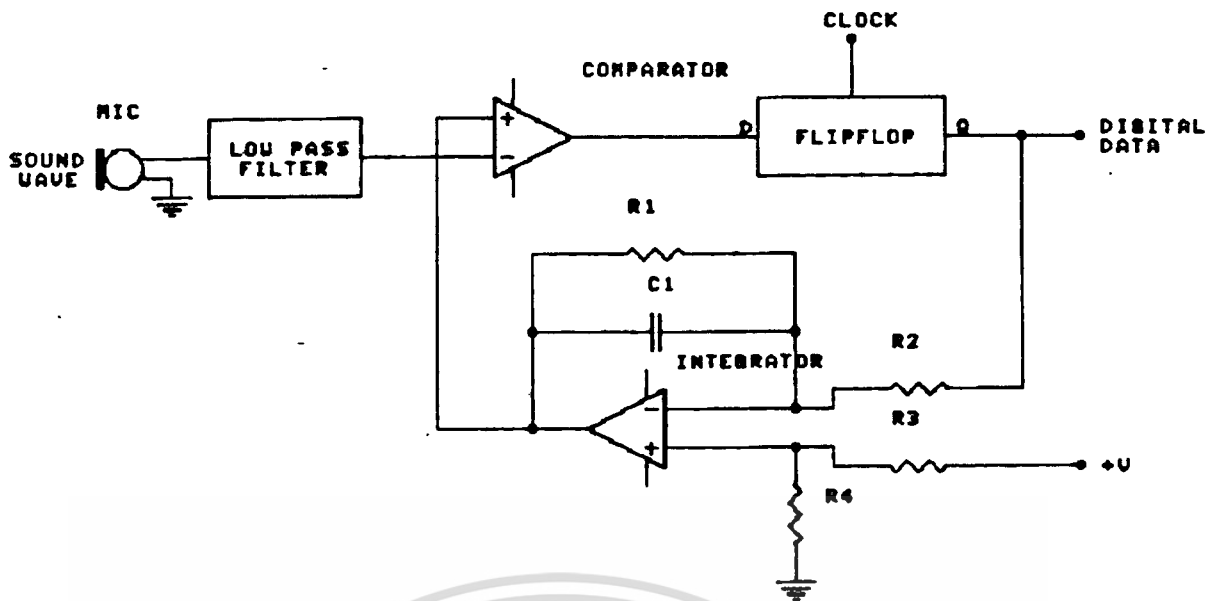 CLOCK
COMPARATOR
MIC
SOUND
WAVE
LOW PASS
FILTER
+
-
D
FLIPFLOP
Q
DIGITAL
DATA
R1
C1
INTEGRATOR
R2
-
R3
+
+V
R4